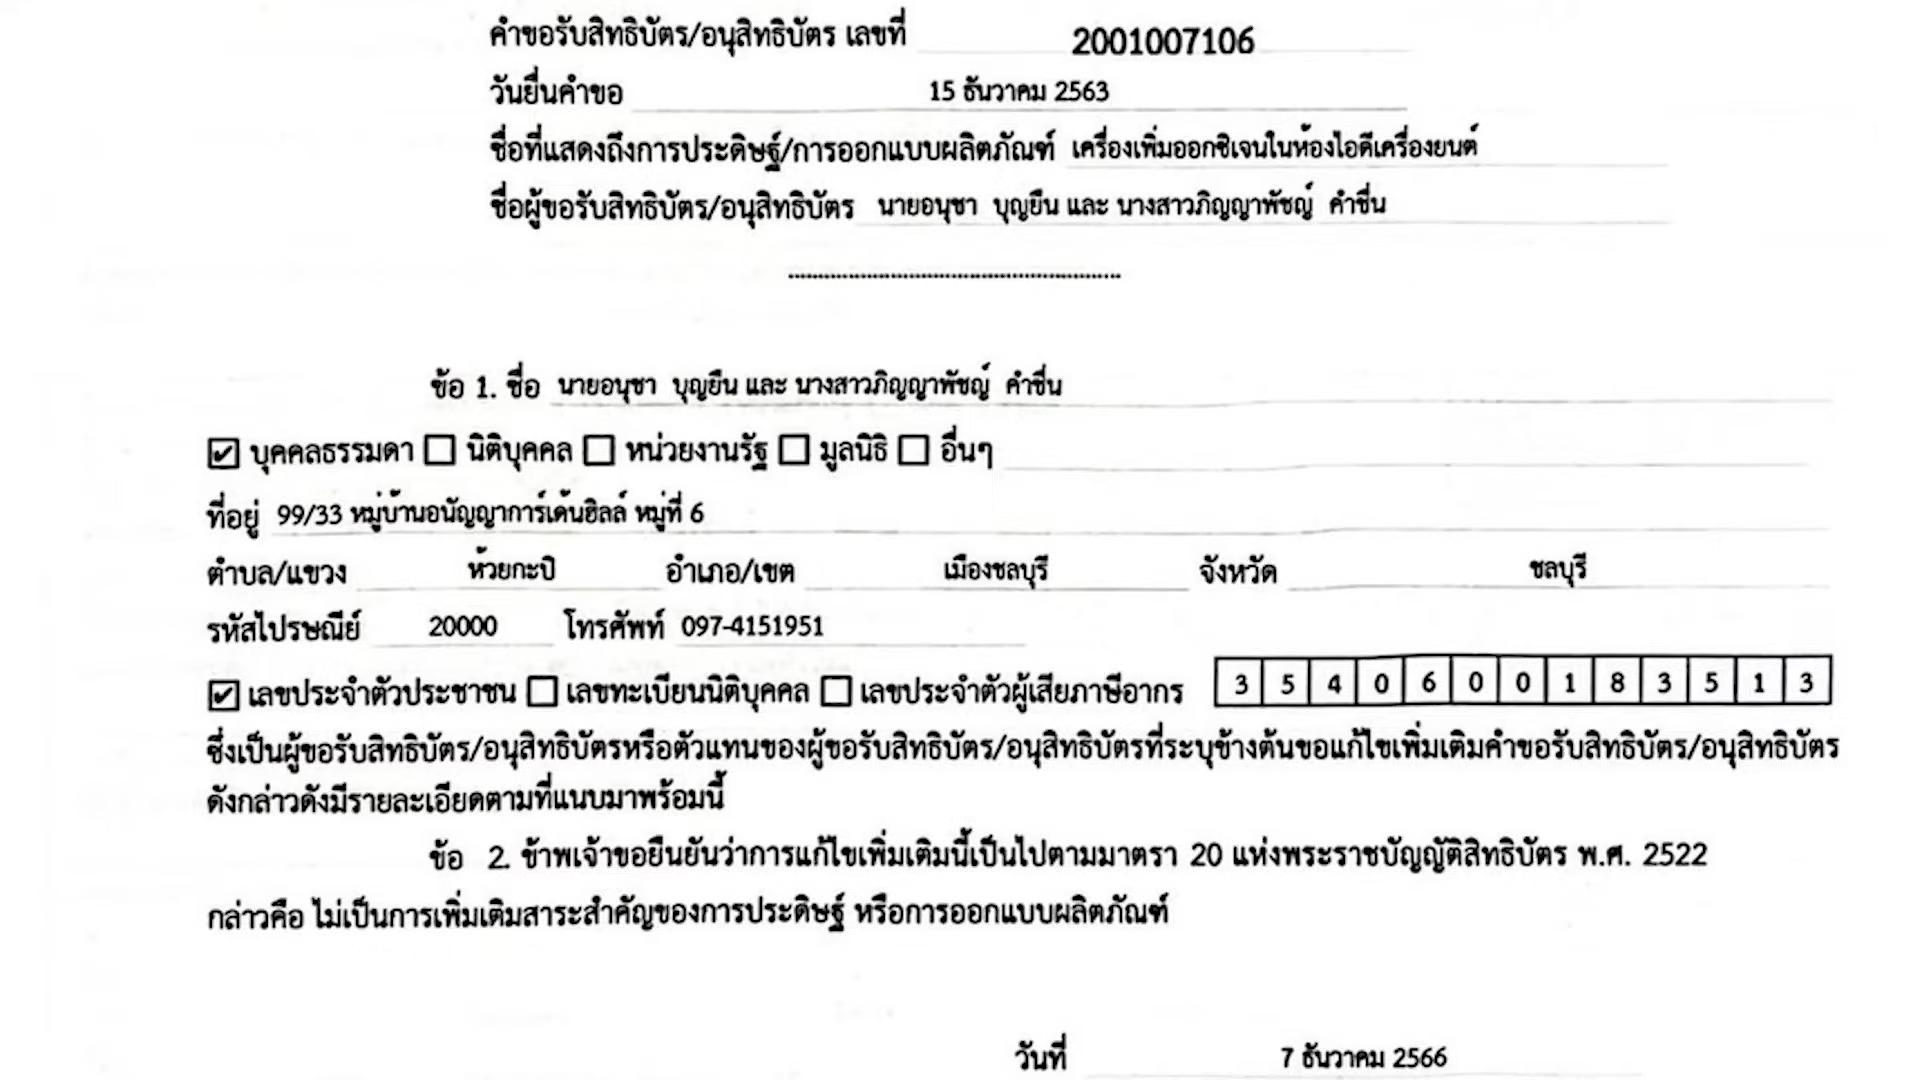 คำขอรับสิทธิบัตร/อนุสิทธิบัตร เลขที่ 2001007106
วันยื่นคำขอ 15 ธันวาคม 2563
ชื่อที่แสดงถึงการประดิษฐ์/การออกแบบผลิตภัณฑ์ เครื่องเพิ่มออกซิเจนในห้องไอดีเครื่องยนต์
ชื่อผู้ขอรับสิทธิบัตร/อนุสิทธิบัตร นายอนุชา บุญยืน และ นางสาวภิญญาพัชญ์ คำชื่น
ข้อ 1. ชื่อ นายอนุชา บุญยืน และ นางสาวภิญญาพัชญ์ คำชื่น
☑ บุคคลธรรมดา ☐ นิติบุคคล ☐ หน่วยงานรัฐ ☐ มูลนิธิ ☐ อื่นๆ
ที่อยู่ 99/33 หมู่บ้านอนัญญาการ์เด้นฮิลล์ หมู่ที่ 6
ตำบล/แขวง ห้วยกะปิ อำเภอ/เขต เมืองชลบุรี จังหวัด ชลบุรี
รหัสไปรษณีย์ 20000 โทรศัพท์ 097-4151951
☑ เลขประจำตัวประชาชน ☐ เลขทะเบียนนิติบุคคล ☐ เลขประจำตัวผู้เสียภาษีอากร 3 5 4 0 6 0 0 1 8 3 5 1 3
ซึ่งเป็นผู้ขอรับสิทธิบัตร/อนุสิทธิบัตรหรือตัวแทนของผู้ขอรับสิทธิบัตร/อนุสิทธิบัตรที่ระบุข้างต้นขอแก้ไขเพิ่มเติมคำขอรับสิทธิบัตร/อนุสิทธิบัตร
ดังกล่าวดังมีรายละเอียดตามที่แนบมาพร้อมนี้
ข้อ 2. ข้าพเจ้าขอยืนยันว่าการแก้ไขเพิ่มเติมนี้เป็นไปตามมาตรา 20 แห่งพระราชบัญญัติสิทธิบัตร พ.ศ. 2522
กล่าวคือ ไม่เป็นการเพิ่มเติมสาระสำคัญของการประดิษฐ์ หรือการออกแบบผลิตภัณฑ์
วันที่ 7 ธันวาคม 2566